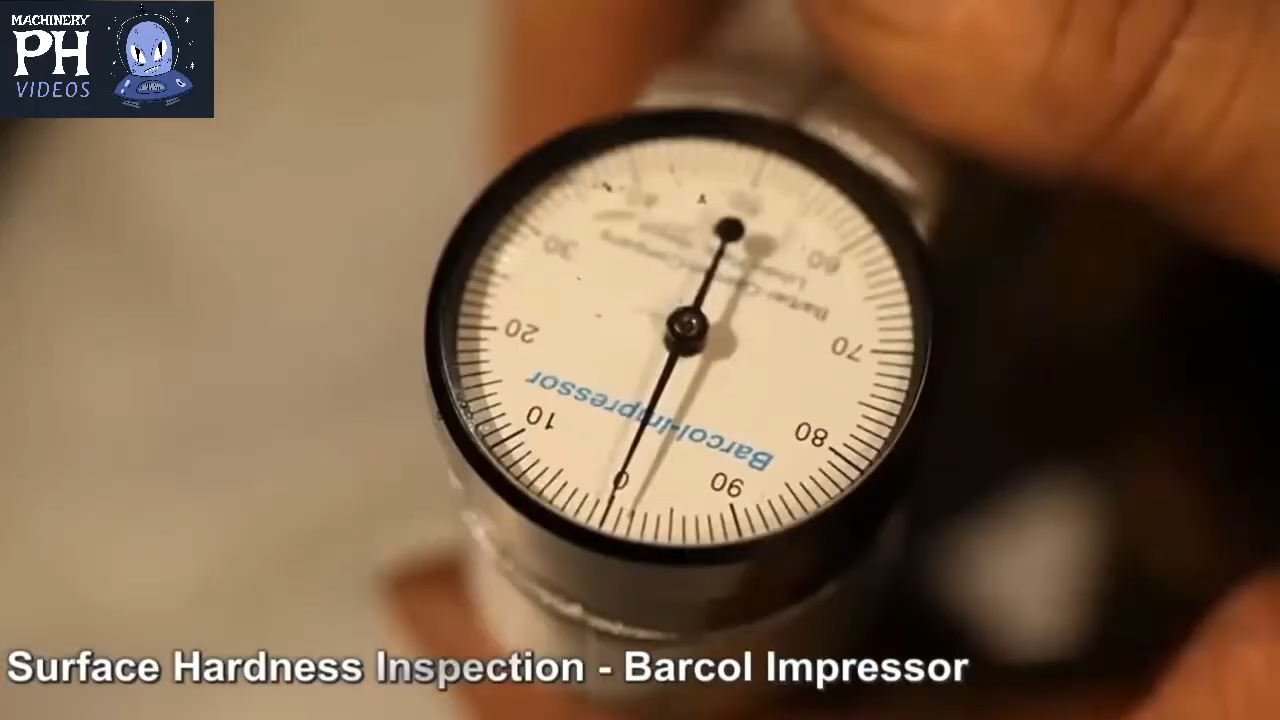 MACHINERY
PH
VIDEOS
60
30
70
20
Barcol-Impressor
80
10
90
0
Surface Hardness Inspection - Barcol Impressor